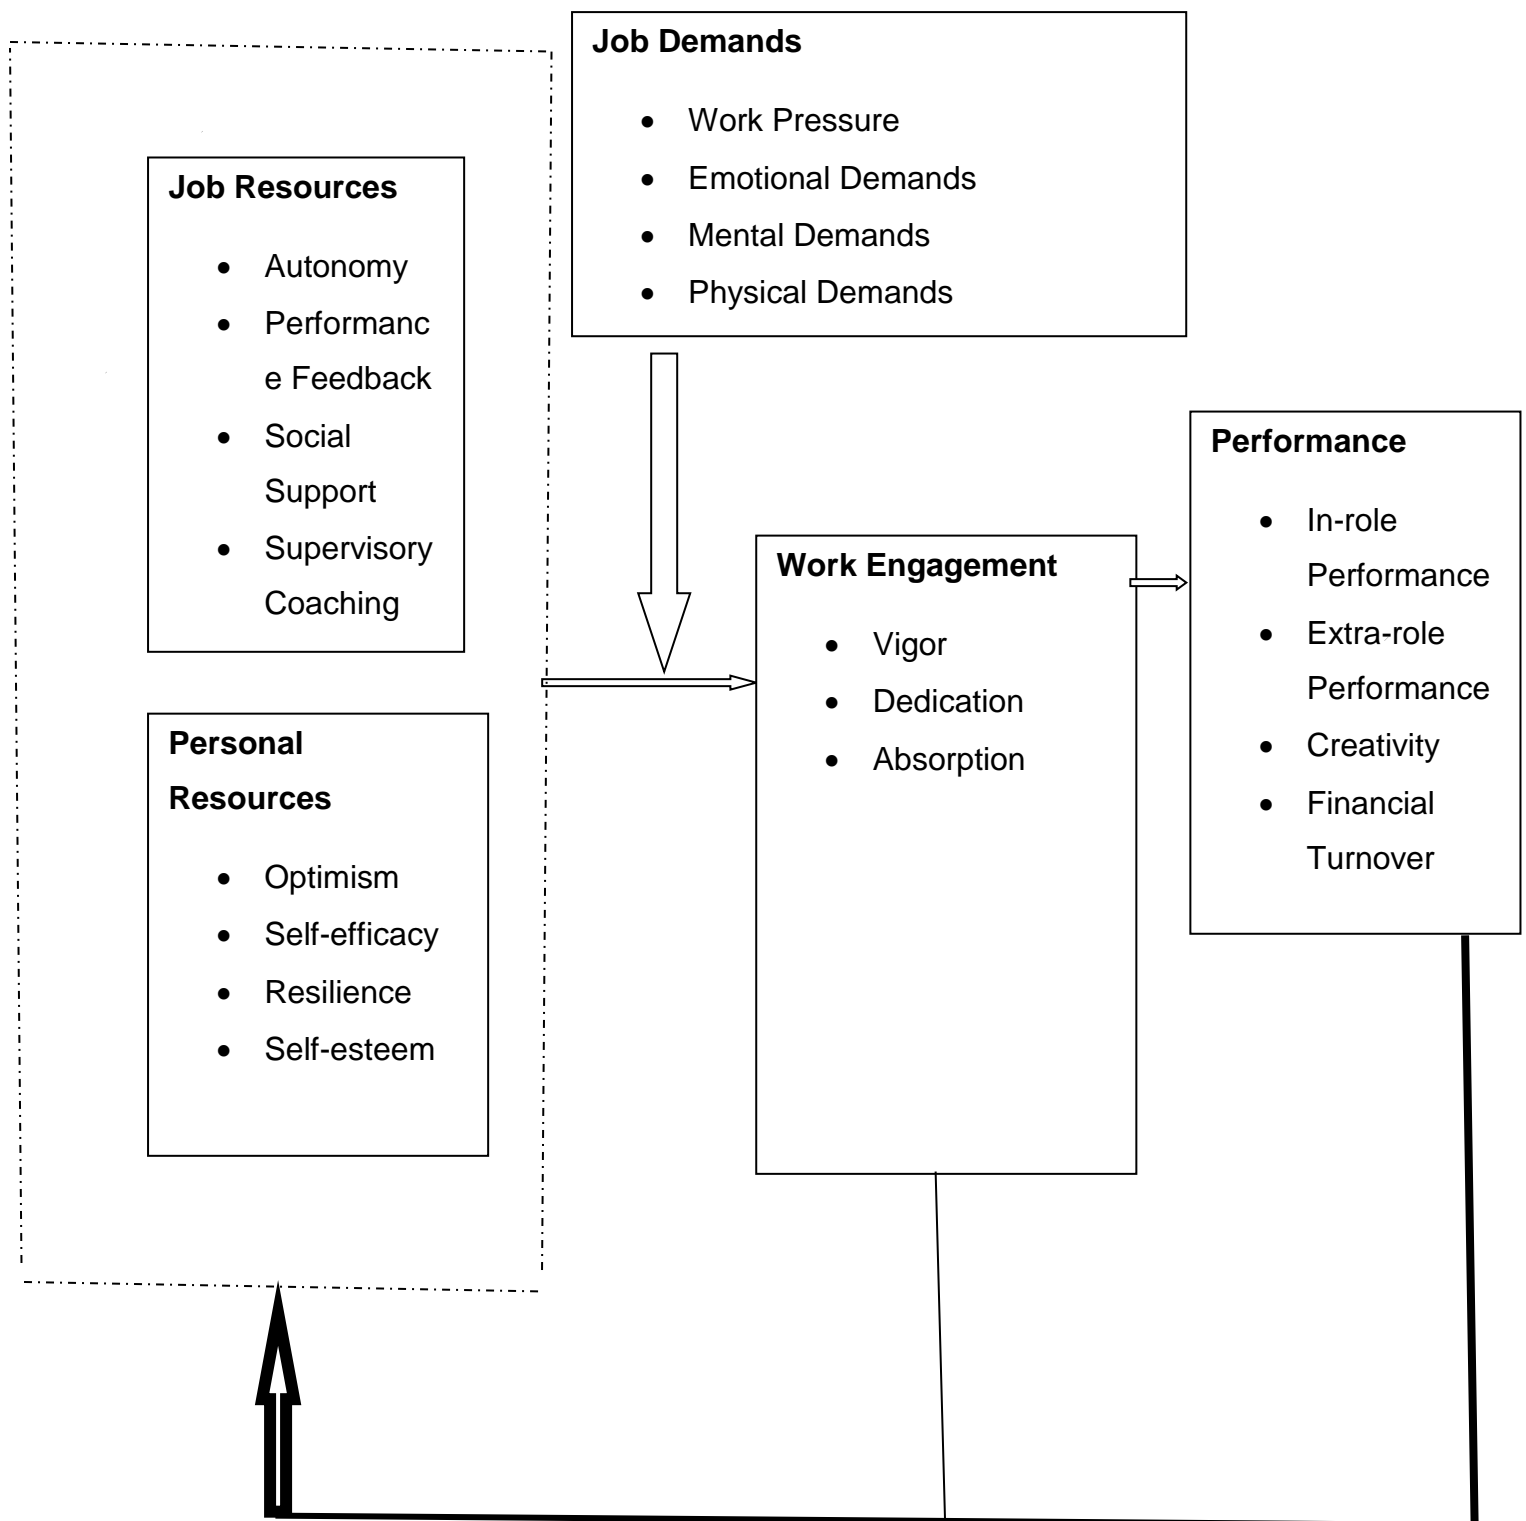 Job Demands
• Work Pressure
• Emotional Demands
• Mental Demands
• Physical Demands
Job Resources
• Autonomy
• Performanc
e Feedback
• Social
Support
• Supervisory
Coaching
Personal
Resources
• Optimism
• Self-efficacy
• Resilience
• Self-esteem
Work Engagement
• Vigor
• Dedication
• Absorption
Performance
• In-role
Performance
• Extra-role
Performance
• Creativity
• Financial
Turnover